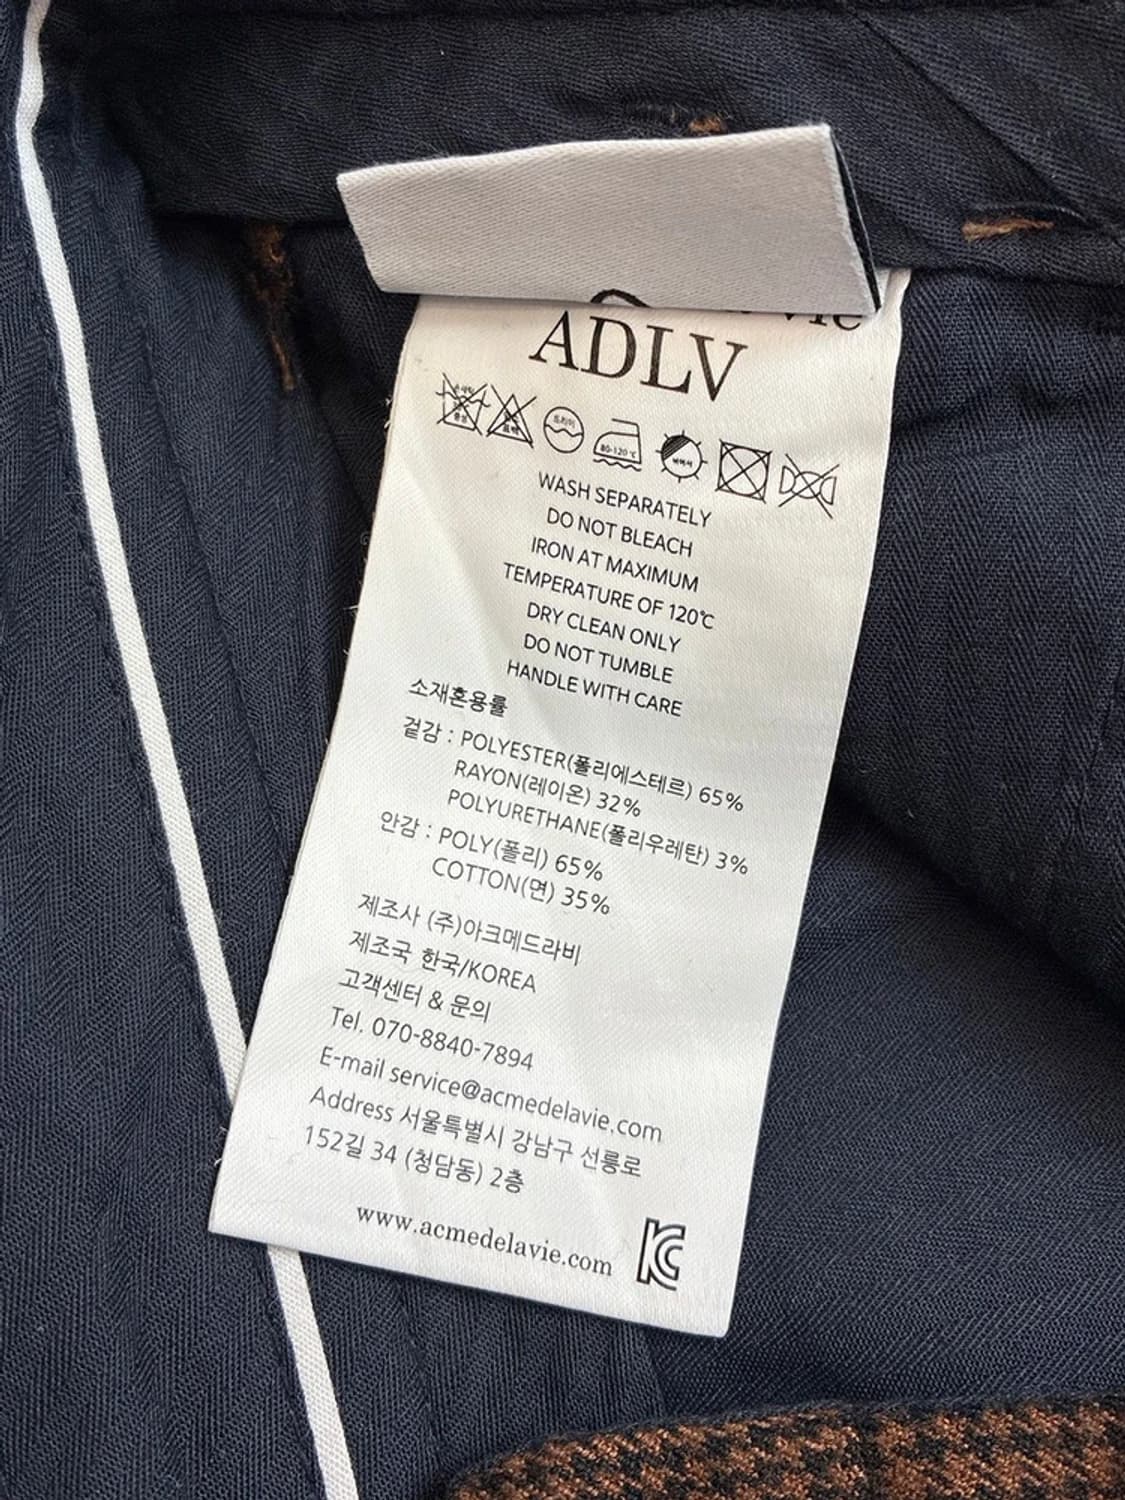 ADLV
드라이
80-120℃
WASH SEPARATELY
DO NOT BLEACH
IRON AT MAXIMUM
TEMPERATURE OF 120℃
DRY CLEAN ONLY
DO NOT TUMBLE
HANDLE WITH CARE
소재혼용률
겉감 : POLYESTER(폴리에스테르) 65%
RAYON(레이온) 32%
POLYURETHANE(폴리우레탄) 3%
안감 : POLY(폴리) 65%
COTTON(면) 35%
제조사 (주)아크메드라비
제조국 한국/KOREA
고객센터 & 문의
Tel. 070-8840-7894
E-mail service@acmedelavie.com
Address 서울특별시 강남구 선릉로
152길 34 (청담동) 2층
www.acmedelavie.com